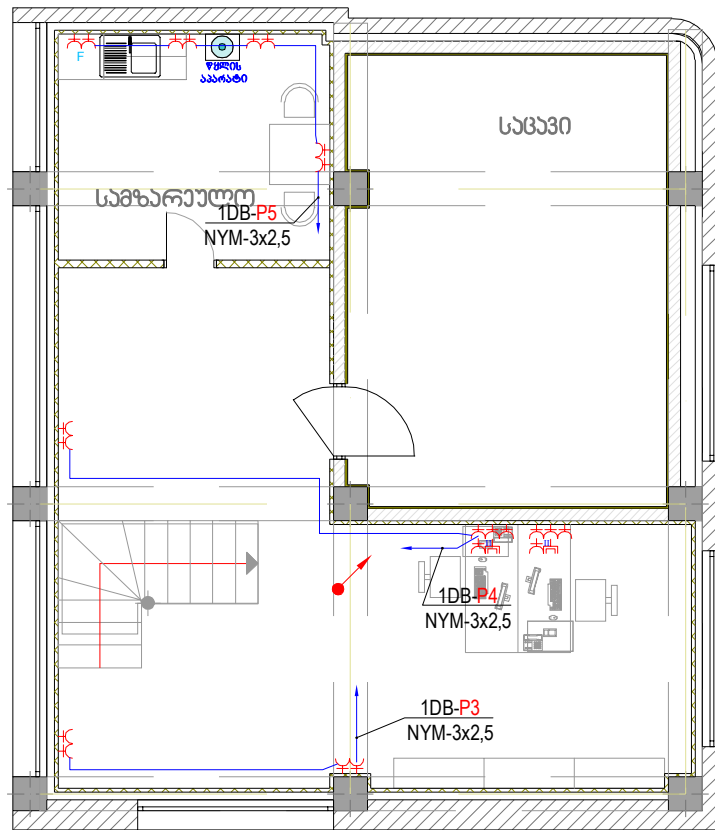 F
წყლის
აპარატი
საცავი
სამზარეულო
1DB-P5
NYM-3x2,5
1DB-P4
NYM-3x2,5
1DB-P3
NYM-3x2,5